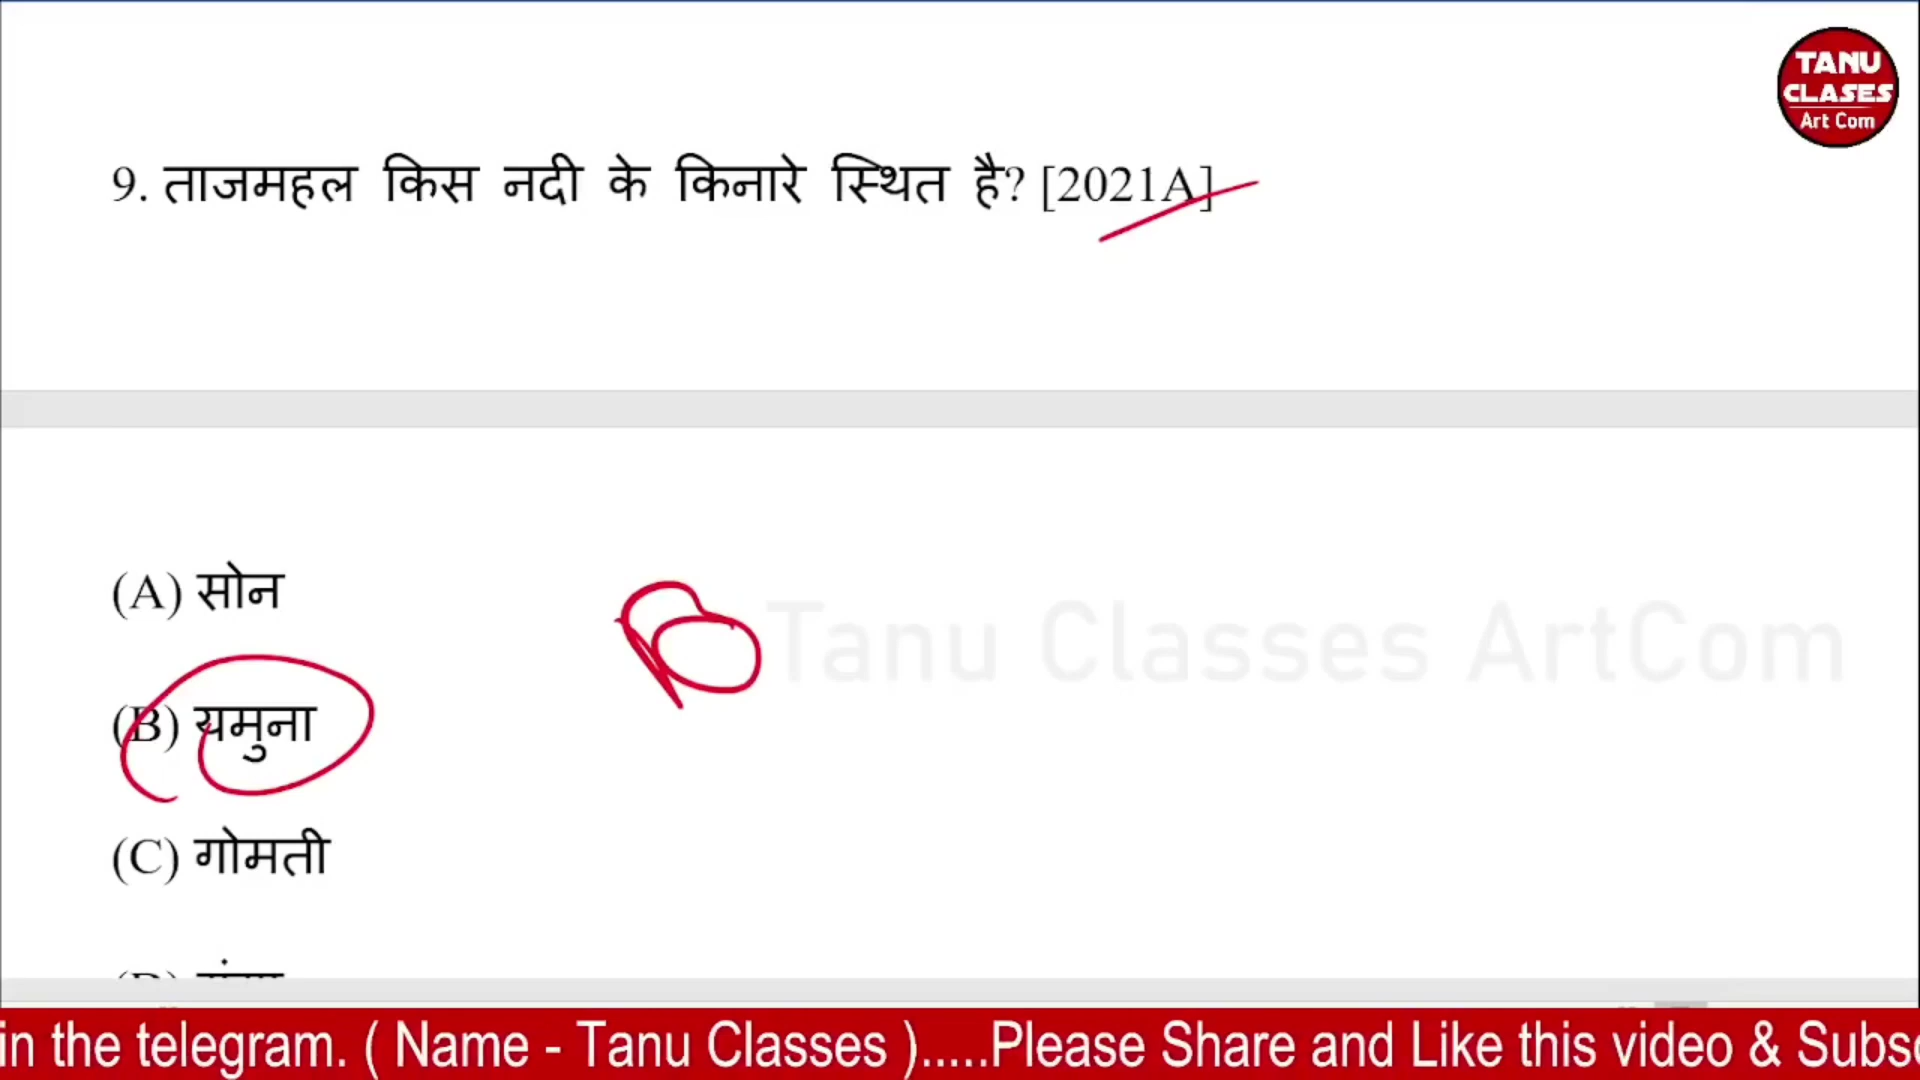 TANU
CLASES
Art Com
9. ताजमहल किस नदी के किनारे स्थित है? [2021A]
(A) सोन
B
Tanu Classes ArtCom
(B) यमुना
(C) गोमती
in the telegram. ( Name - Tanu Classes ).....Please Share and Like this video & Subs